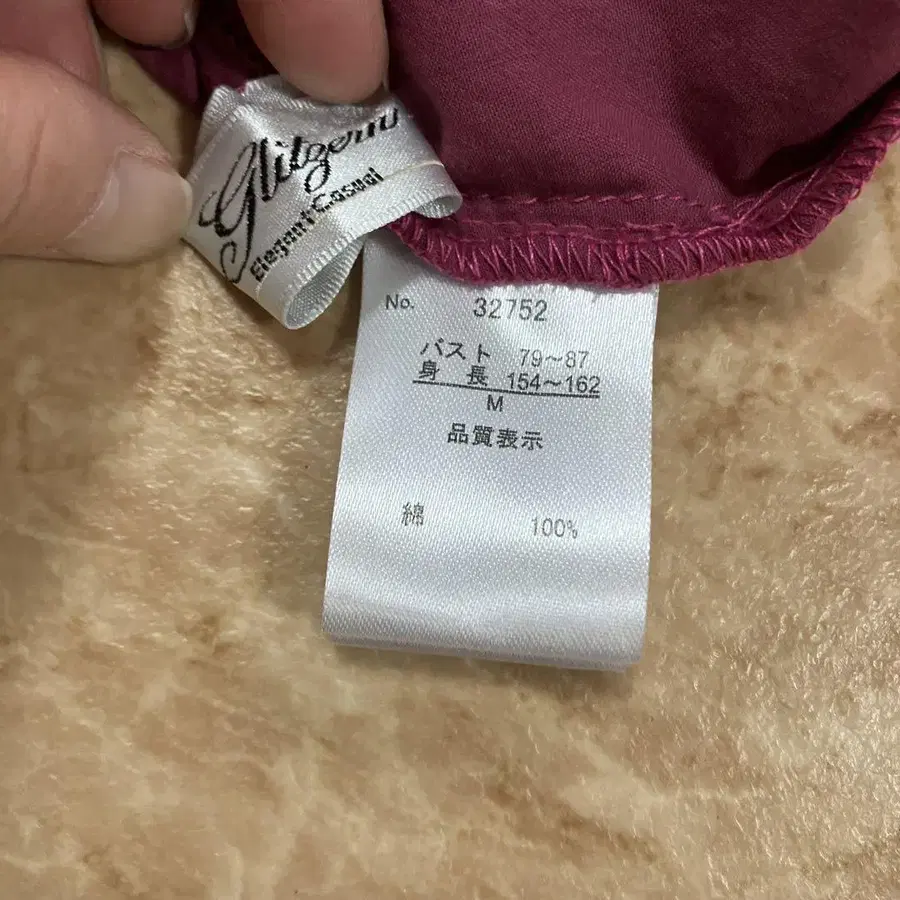 Elegant Casual
No. 32752
バスト 79～87
身長 154～162
M
品質表示
綿 100%